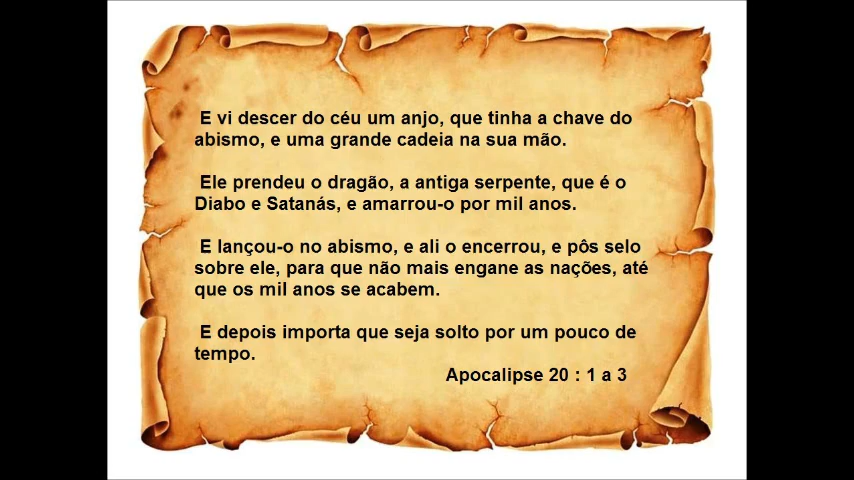 E vi descer do céu um anjo, que tinha a chave do
abismo, e uma grande cadeia na sua mão.
Ele prendeu o dragão, a antiga serpente, que é o
Diabo e Satanás, e amarrou-o por mil anos.
E lançou-o no abismo, e ali o encerrou, e pôs selo
sobre ele, para que não mais engane as nações, até
que os mil anos se acabem.
E depois importa que seja solto por um pouco de
tempo.
Apocalipse 20 : 1 a 3